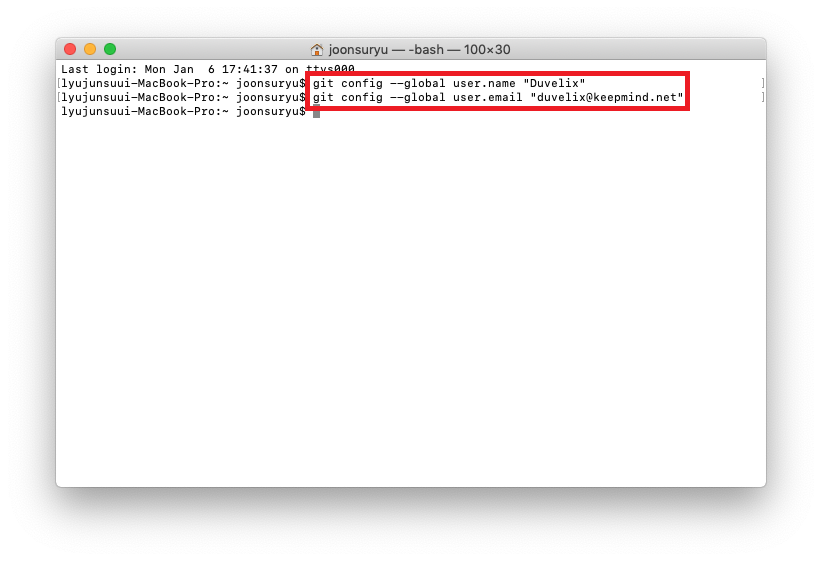 joonsuryu — -bash — 100×30
Last login: Mon Jan  6 17:41:37 on ttys000
[lyujunsuui-MacBook-Pro:~ joonsuryu$ git config --global user.name "Duvelix" ]
[lyujunsuui-MacBook-Pro:~ joonsuryu$ git config --global user.email "duvelix@keepmind.net" ]
lyujunsuui-MacBook-Pro:~ joonsuryu$